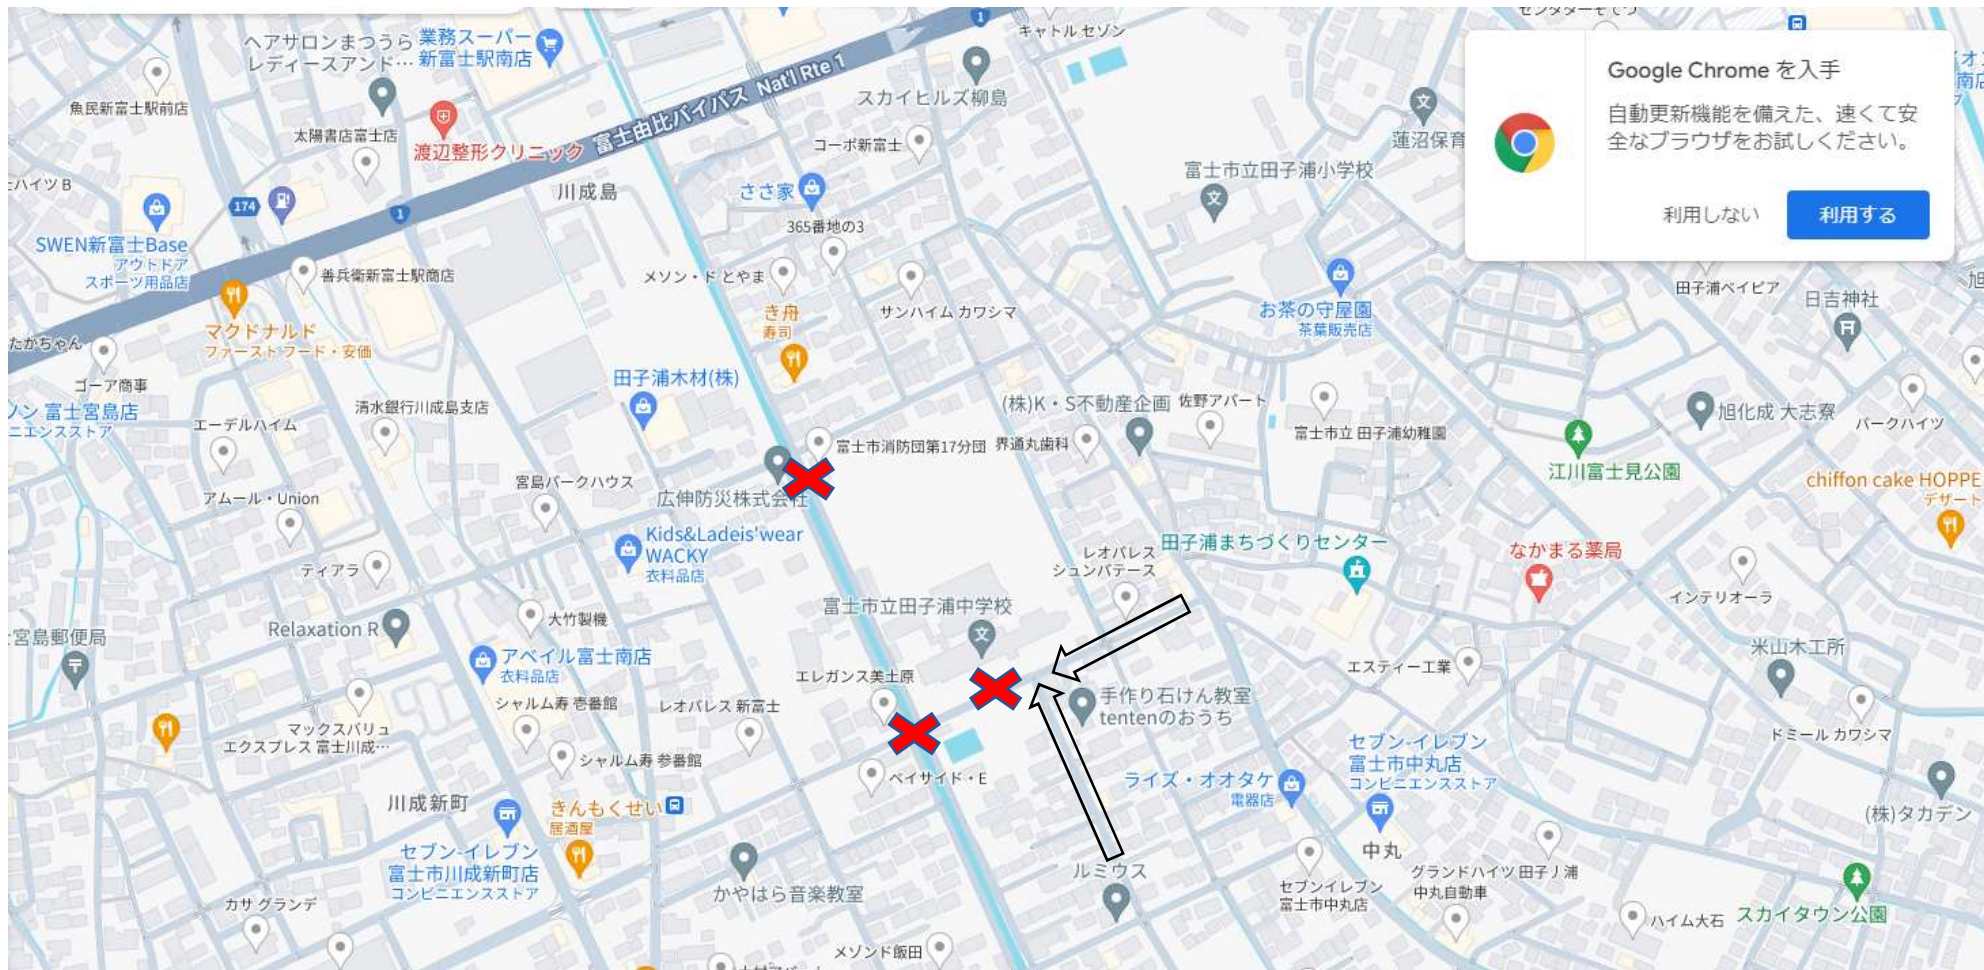 キャトル セゾン
ヘアサロンまつうら
レディースアンド…
業務スーパー
新富士駅南店
魚民新富士駅前店
太陽書店富士店
渡辺整形クリニック
富士由比バイパス Nat'l Rte 1
1
スカイヒルズ柳島
コーポ新富士
蓮沼保育
Google Chrome を入手
自動更新機能を備えた、速くて安
全なブラウザをお試しください。
利用しない
利用する
川成島
ささ家
富士市立田子浦小学校
174
1
365番地の3
SWEN新富士Base
アウトドア
スポーツ用品店
善兵衛新富士駅南店
メゾン・ド とやま
サンハイム カワシマ
お茶の守屋園
茶葉販売店
田子浦ベイピア
日吉神社
き舟
寿司
マクドナルド
ファーストフード・安価
たかちゃん
ゴーア商事
田子浦木材(株)
富士宮島店
エーデルハイム
清水銀行川成島支店
(株)K・S不動産企画
佐野アパート
旭化成 大志寮
パークハイツ
富士市消防団第17分団
界通丸歯科
富士市立 田子浦幼稚園
江川富士見公園
chiffon cake HOPPE
デザート
アムール・Union
宮島パークハウス
広伸防災株式会社
Kids&Ladeis'wear
WACKY
衣料品店
レオパレス
シュンバテース
田子浦まちづくりセンター
なかまる薬局
ティアラ
インテリオーラ
富士市立田子浦中学校
大竹製機
Relaxation R
宮島郵便局
アベイル富士南店
衣料品店
エレガンス美土原
エスティー工業
米山木工所
シャルム寿 壱番館
レオパレス 新富士
手作り石けん教室
tentenのおうち
マックスバリュ
エクスプレス 富士川成…
シャルム寿 参番館
ベイサイド・E
ライズ・オオタケ
電器店
セブン-イレブン
富士市中丸店
コンビニエンスストア
ドミール カワシマ
川成新町
きんもくせい
居酒屋
(株)タカデン
セブン-イレブン
富士市川成新町店
コンビニエンスストア
中丸
ルミウス
かやはら音楽教室
セブンイレブン
富士市中丸店
グランドハイツ 田子ノ浦
中丸自動車
カサ グランデ
ハイム大石
スカイタウン公園
メゾンド飯田